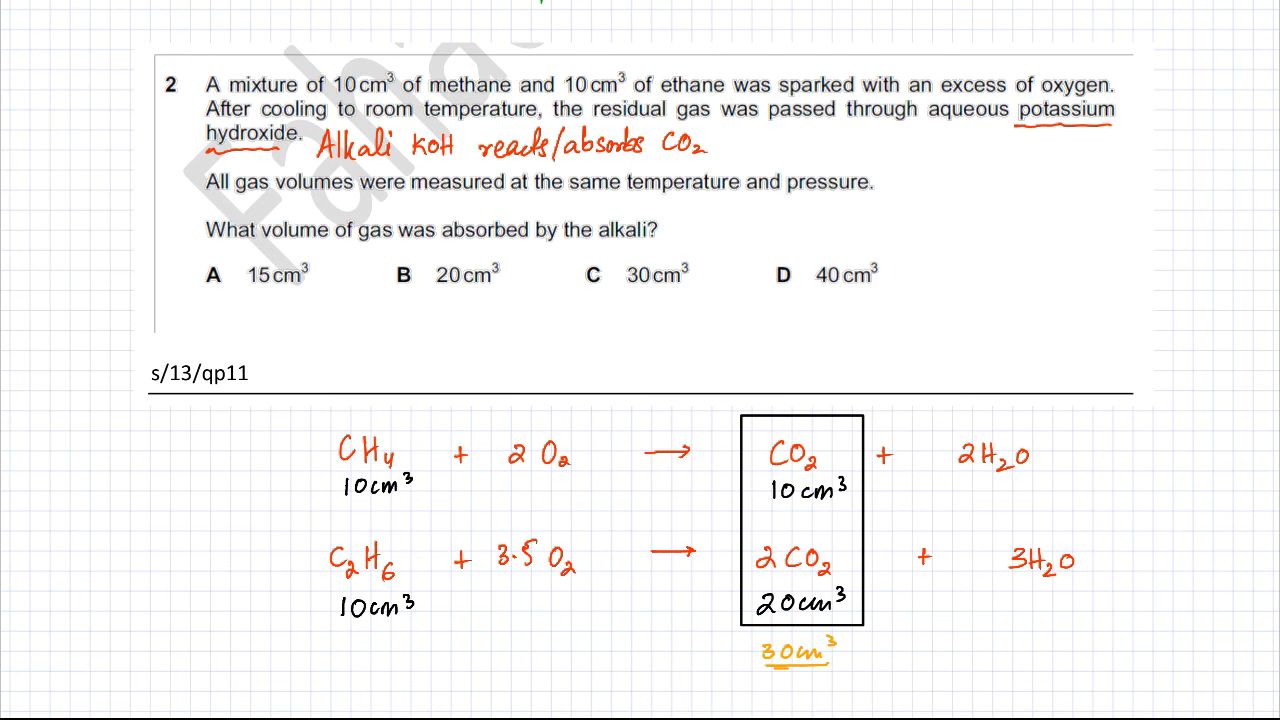 2 A mixture of 10 cm³ of methane and 10 cm³ of ethane was sparked with an excess of oxygen.
After cooling to room temperature, the residual gas was passed through aqueous potassium
hydroxide. Alkali KOH reacts/absorbs CO₂
All gas volumes were measured at the same temperature and pressure.
What volume of gas was absorbed by the alkali?
A 15 cm³ B 20 cm³ C 30 cm³ D 40 cm³
s/13/qp11
CH₄ + 2 O₂ → CO₂ + 2H₂O
10cm³ 10cm³
C₂H₆ + 3.5 O₂ → 2 CO₂ + 3H₂O
10cm³ 20cm³
30cm³